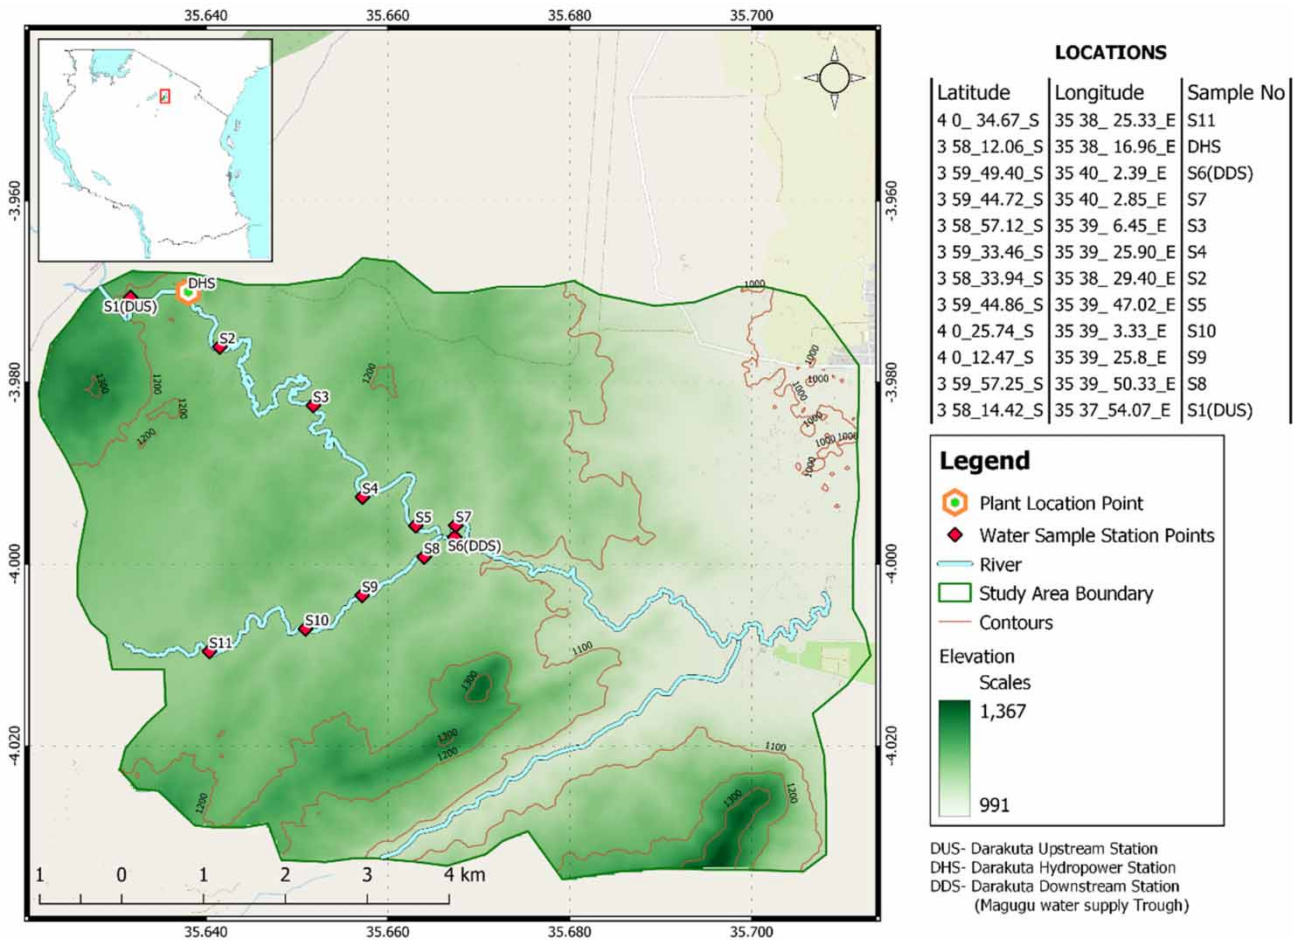 35.640 35.660 35.680 35.700
-3.960 -3.960
-3.980 -3.980
-4.000 -4.000
-4.020 -4.020
DHS
S1(DUS)
S2
S3
S4
S5
S7
S6(DDS)
S8
S9
S10
S11
1000
1200
1300
1200
1200
1200
1000
1000
1000
1000
1000 1000
1000
1100
1300
1300
1200
1200
1100
1300
1200
1 0 1 2 3 4 km
35.640 35.660 35.680 35.700
LOCATIONS
Latitude Longitude Sample No
4 0_ 34.67_S 35 38_ 25.33_E S11
3 58_12.06_S 35 38_ 16.96_E DHS
3 59_49.40_S 35 40_ 2.39_E S6(DDS)
3 59_44.72_S 35 40_ 2.85_E S7
3 58_57.12_S 35 39_ 6.45_E S3
3 59_33.46_S 35 39_ 25.90_E S4
3 58_33.94_S 35 38_ 29.40_E S2
3 59_44.86_S 35 39_ 47.02_E S5
4 0_25.74_S 35 39_ 3.33_E S10
4 0_12.47_S 35 39_ 25.8_E S9
3 59_57.25_S 35 39_ 50.33_E S8
3 58_14.42_S 35 37_54.07_E S1(DUS)
Legend
Plant Location Point
Water Sample Station Points
River
Study Area Boundary
Contours
Elevation
Scales
1,367
991
DUS- Darakuta Upstream Station
DHS- Darakuta Hydropower Station
DDS- Darakuta Downstream Station
(Magugu water supply Trough)